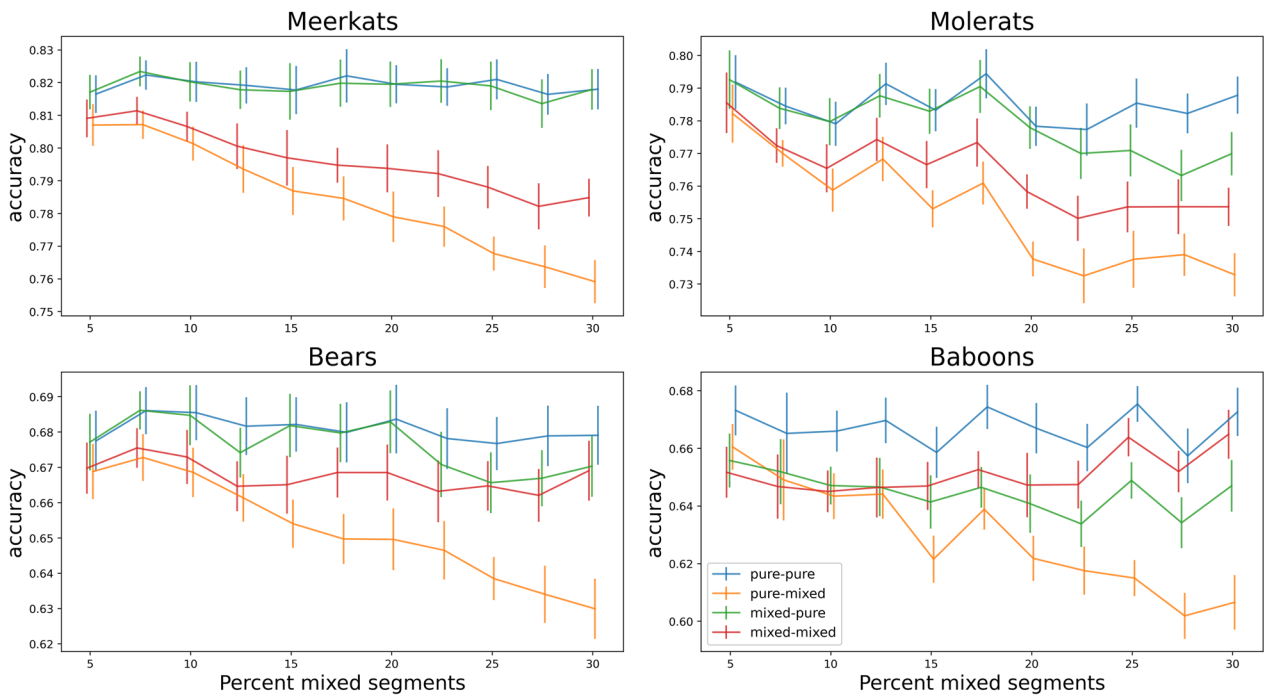 Meerkats
Molerats
accuracy
0.83
0.82
0.81
0.80
0.79
0.78
0.77
0.76
0.75
5 10 15 20 25 30
accuracy
0.80
0.79
0.78
0.77
0.76
0.75
0.74
0.73
5 10 15 20 25 30
Bears
Baboons
accuracy
0.69
0.68
0.67
0.66
0.65
0.64
0.63
0.62
5 10 15 20 25 30
Percent mixed segments
accuracy
0.68
0.66
0.64
0.62
0.60
pure-pure
pure-mixed
mixed-pure
mixed-mixed
5 10 15 20 25 30
Percent mixed segments